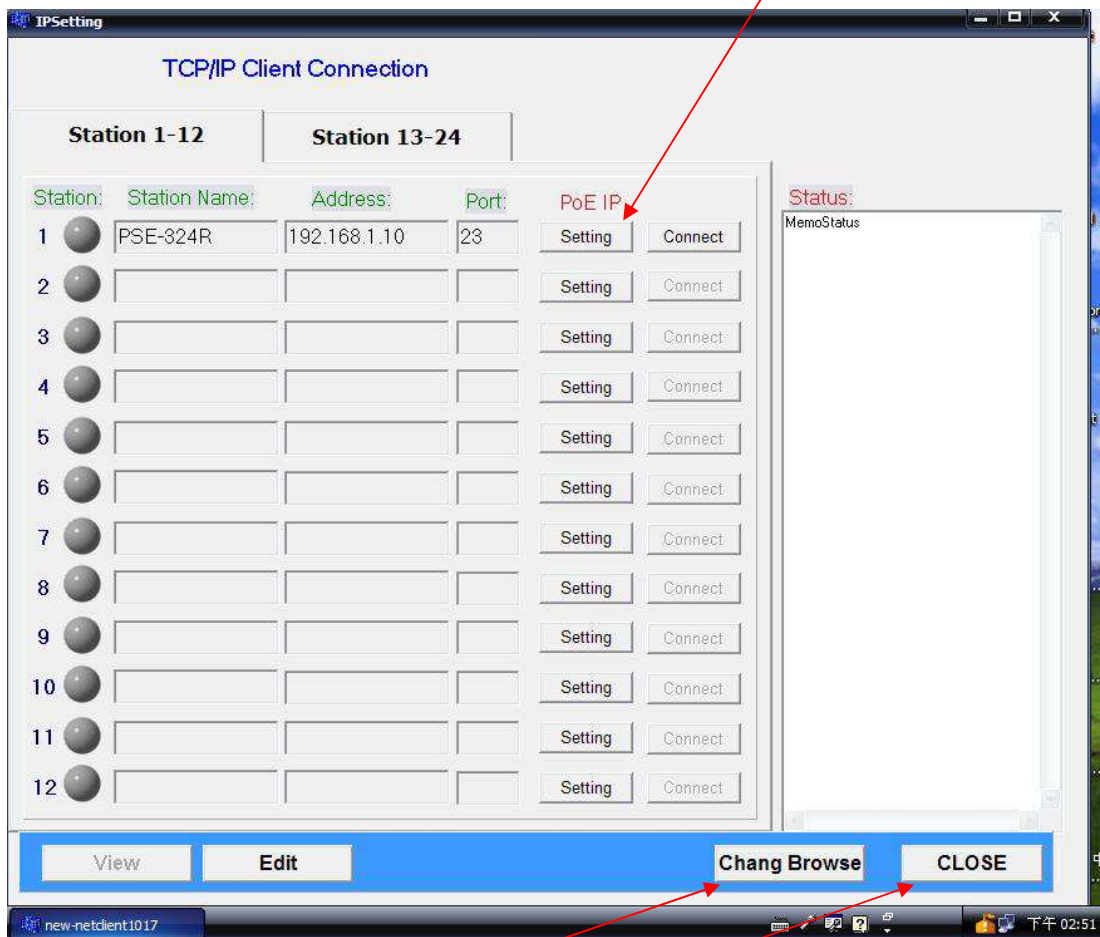 IPSetting
TCP/IP Client Connection
Station 1-12 Station 13-24
Station: Station Name: Address: Port: PoE IP Status:
1 PSE-324R 192.168.1.10 23 Setting Connect MemoStatus
2 Setting Connect
3 Setting Connect
4 Setting Connect
5 Setting Connect
6 Setting Connect
7 Setting Connect
8 Setting Connect
9 Setting Connect
10 Setting Connect
11 Setting Connect
12 Setting Connect
View Edit Chang Browse CLOSE
new-netclient1017 下午 02:51